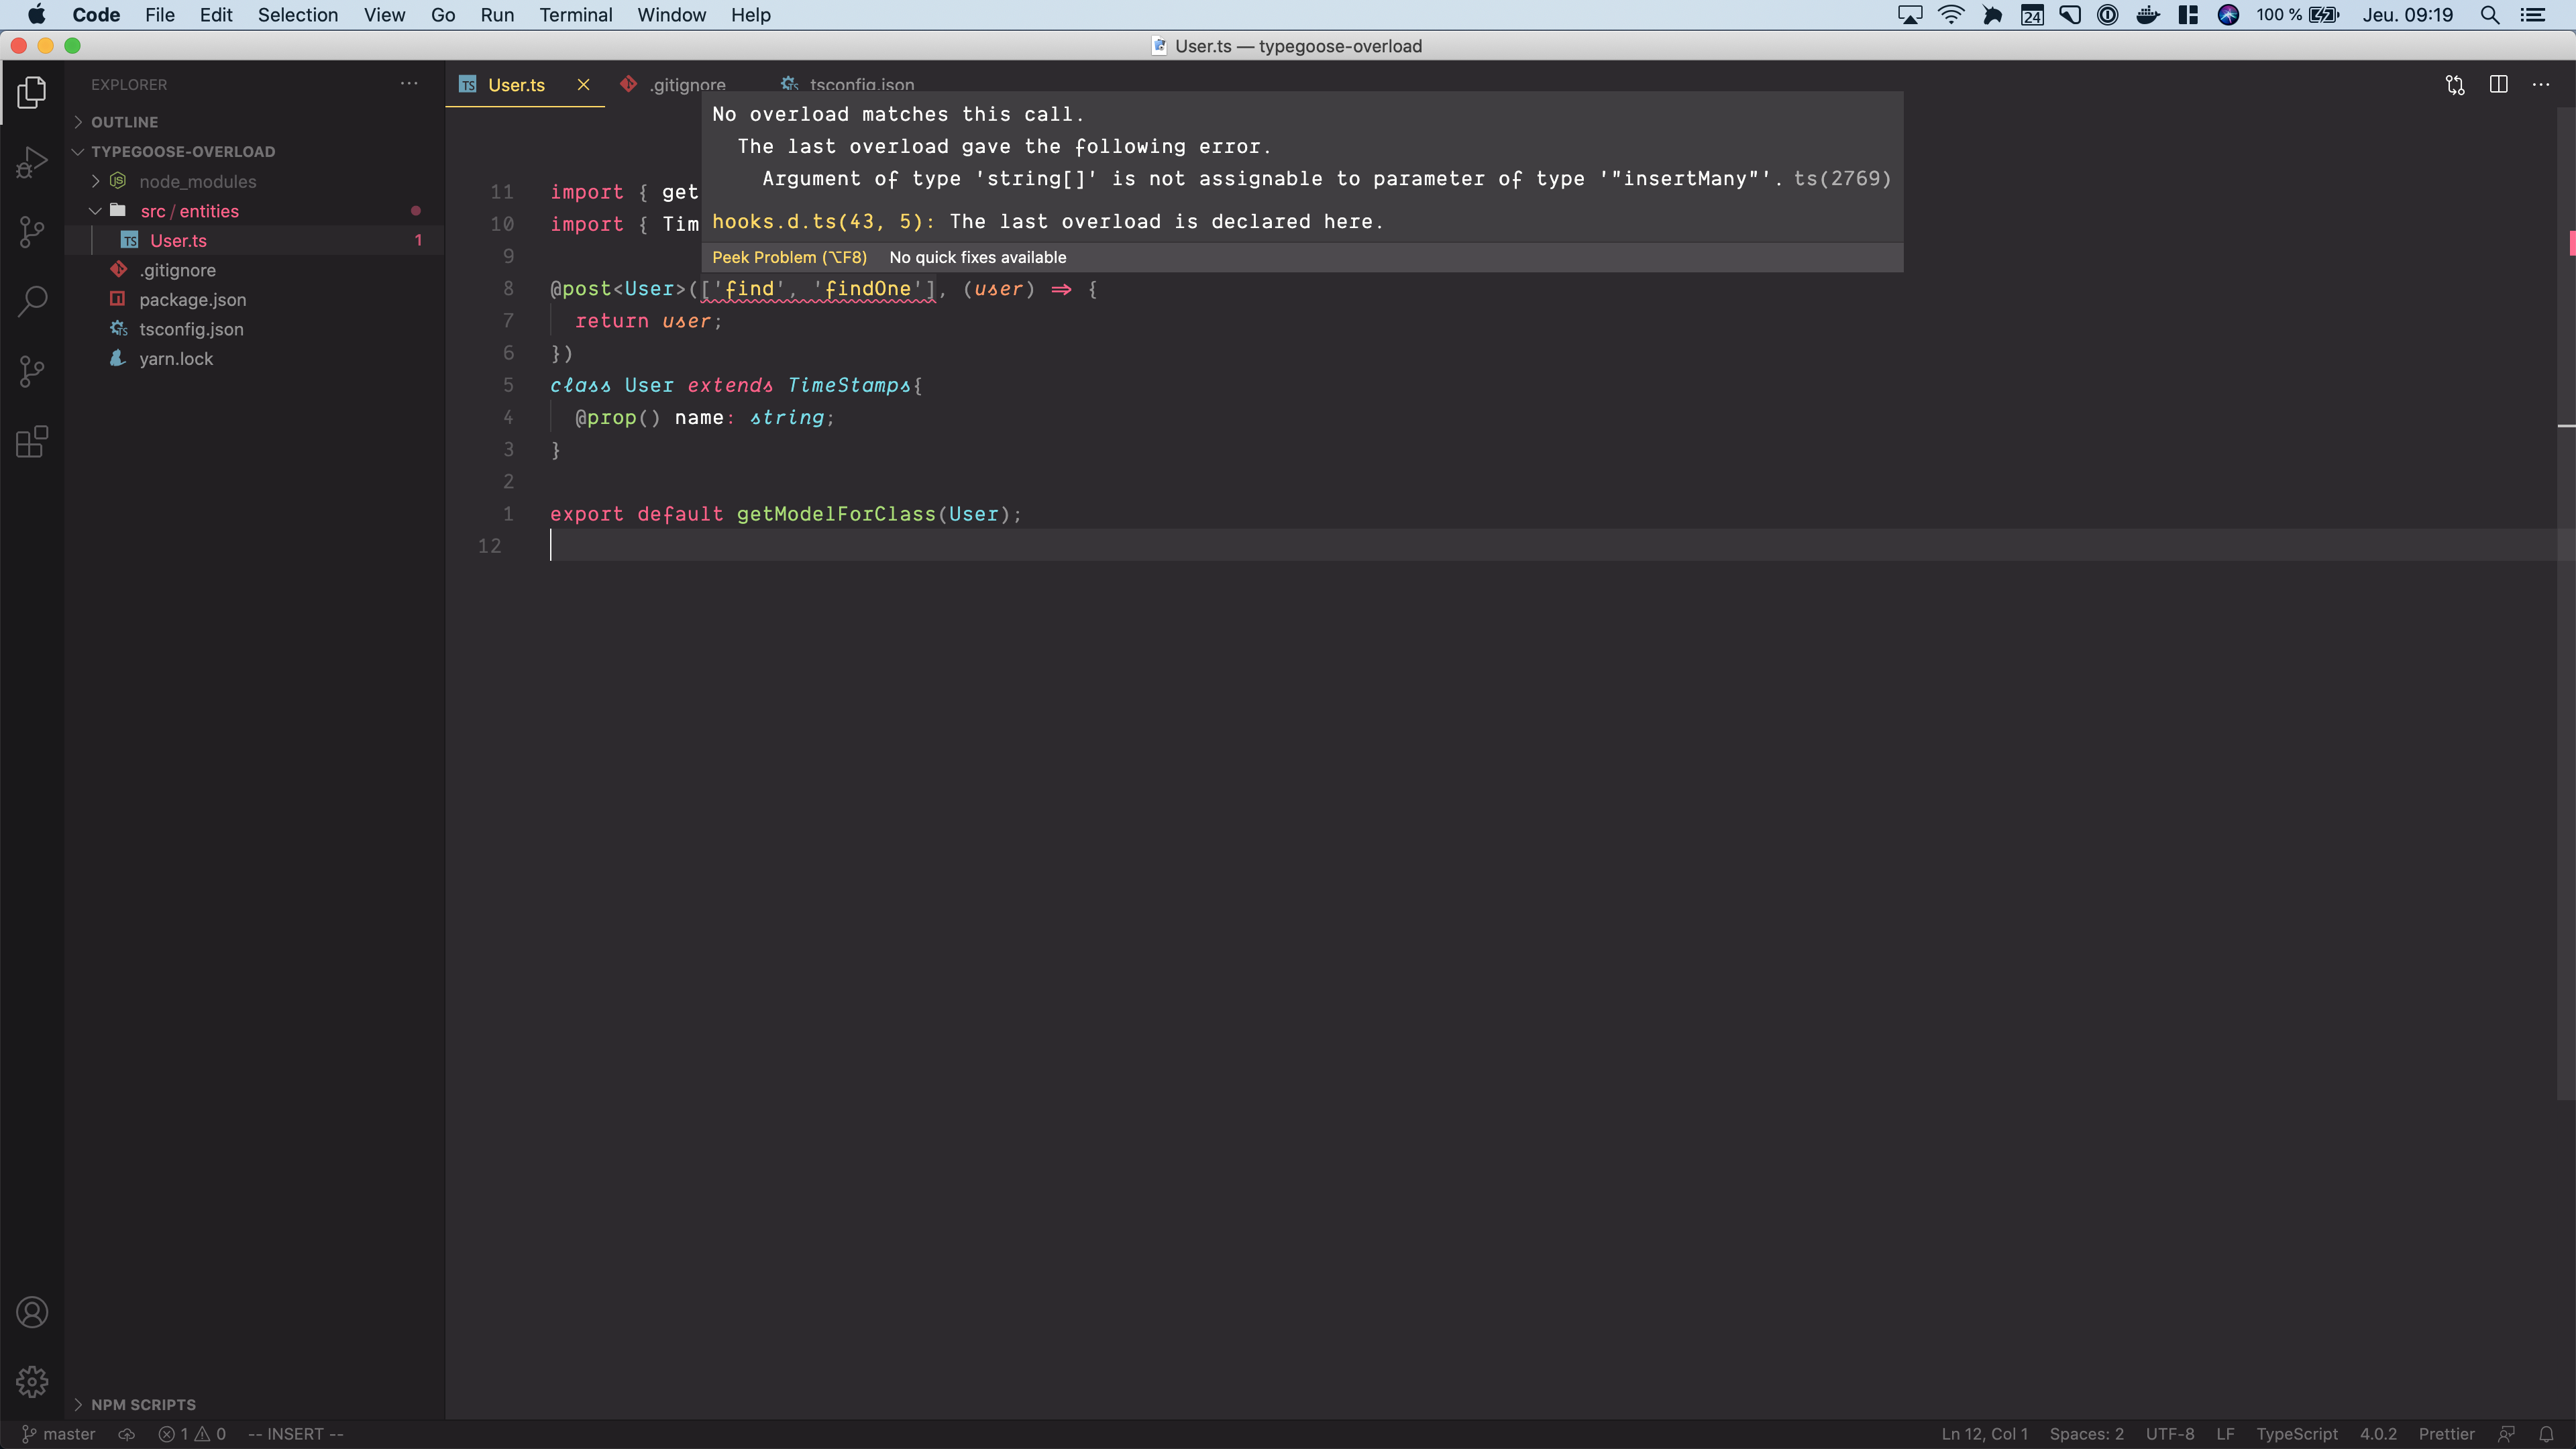 Code File Edit Selection View Go Run Terminal Window Help 24 100 % Jeu. 09:19
User.ts — typegoose-overload
EXPLORER
OUTLINE
TYPEGOOSE-OVERLOAD
JS node_modules
src / entities
TS User.ts 1
.gitignore
package.json
TS tsconfig.json
yarn.lock
NPM SCRIPTS
TS User.ts .gitignore TS tsconfig.json
No overload matches this call.
The last overload gave the following error.
Argument of type 'string[]' is not assignable to parameter of type '"insertMany"'. ts(2769)
hooks.d.ts(43, 5): The last overload is declared here.
Peek Problem (⌥F8) No quick fixes available
11 import { get
10 import { Tim
9
8 @post<User>(['find', 'findOne'], (user) => {
7 return user;
6 })
5 class User extends TimeStamps{
4 @prop() name: string;
3 }
2
1 export default getModelForClass(User);
12
master 1 0 -- INSERT -- Ln 12, Col 1 Spaces: 2 UTF-8 LF TypeScript 4.0.2 Prettier